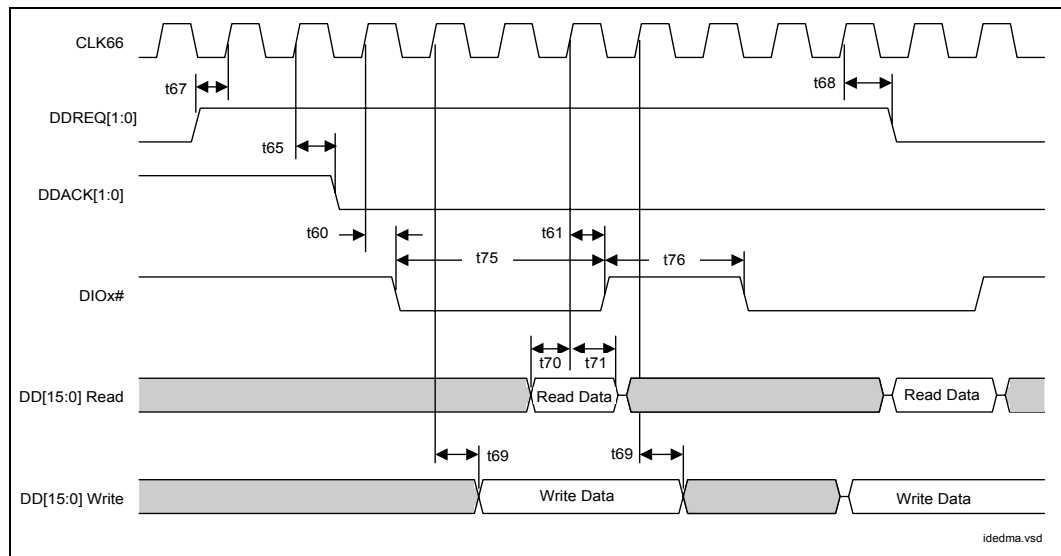 CLK66
t67
t68
DDREQ[1:0]
t65
DDACK[1:0]
t60
t61
t75
t76
DIOx#
t70
t71
DD[15:0] Read
Read Data
Read Data
t69
t69
DD[15:0] Write
Write Data
Write Data
idedma.vsd